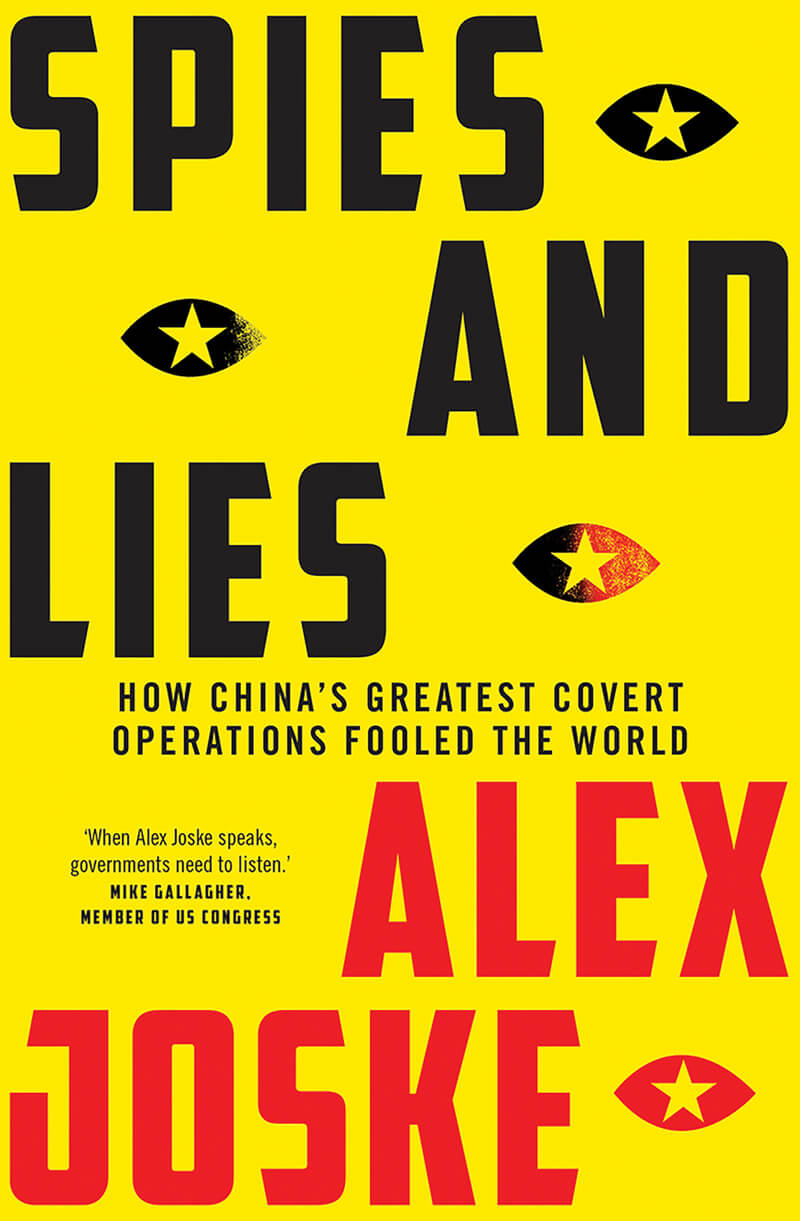 SPIES
AND
LIES
HOW CHINA'S GREATEST COVERT
OPERATIONS FOOLED THE WORLD
‘When Alex Joske speaks,
governments need to listen.’
MIKE GALLAGHER,
MEMBER OF US CONGRESS
ALEX
JOSKE